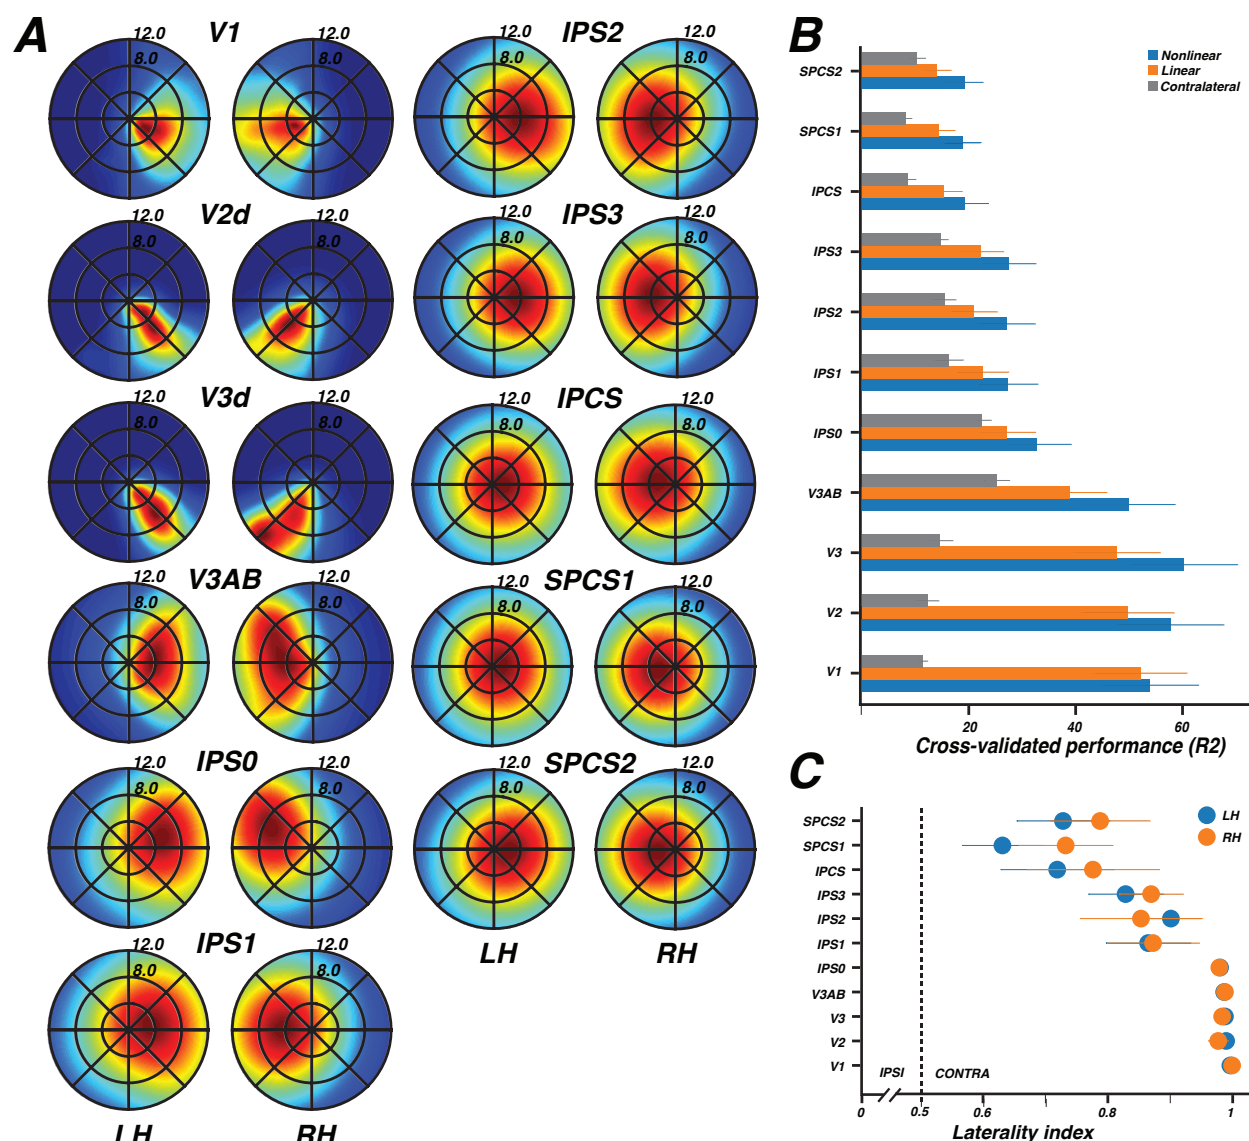 A
V1
12.0
8.0
12.0
8.0
V2d
12.0
8.0
12.0
8.0
V3d
12.0
8.0
12.0
8.0
V3AB
12.0
8.0
12.0
8.0
IPS0
12.0
8.0
12.0
8.0
IPS1
12.0
8.0
12.0
8.0
LH
RH
IPS2
12.0
8.0
12.0
8.0
IPS3
12.0
8.0
12.0
8.0
IPCS
12.0
8.0
12.0
8.0
SPCS1
12.0
8.0
12.0
8.0
SPCS2
12.0
8.0
12.0
8.0
LH
RH
B
Nonlinear
Linear
Contralateral
SPCS2
SPCS1
IPCS
IPS3
IPS2
IPS1
IPS0
V3AB
V3
V2
V1
20 40 60
Cross-validated performance (R2)
C
LH
RH
SPCS2
SPCS1
IPCS
IPS3
IPS2
IPS1
IPS0
V3AB
V3
V2
V1
IPSI CONTRA
0 0.5 0.6 0.8 1
Laterality index